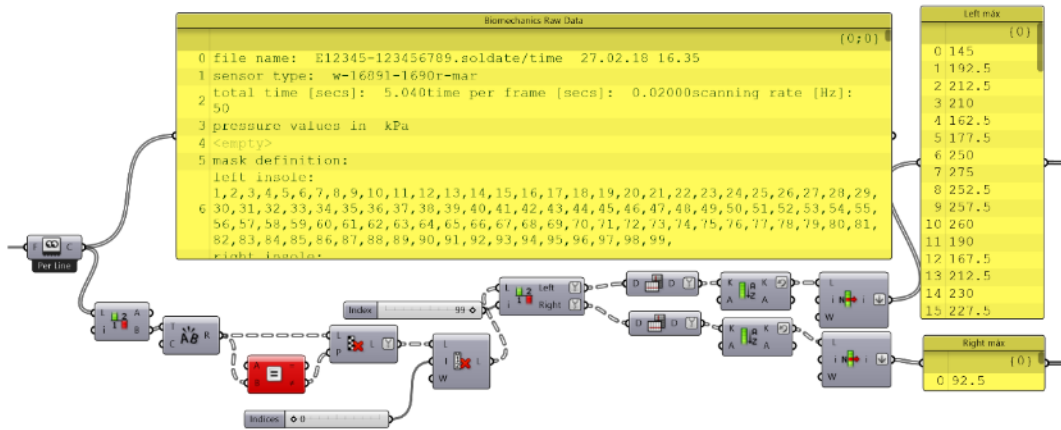 Biomechanics Raw Data
{0;0}
0 file name:  E12345-123456789.soldate/time  27.02.18 16.35
1 sensor type:  w-16891-1690r-mar
2 total time [secs]:  5.040time per frame [secs]:  0.02000scanning rate [Hz]:
50
3 pressure values in  kPa
4 <empty>
5 mask definition:
left insole:
1,2,3,4,5,6,7,8,9,10,11,12,13,14,15,16,17,18,19,20,21,22,23,24,25,26,27,28,29,
6 30,31,32,33,34,35,36,37,38,39,40,41,42,43,44,45,46,47,48,49,50,51,52,53,54,55,
56,57,58,59,60,61,62,63,64,65,66,67,68,69,70,71,72,73,74,75,76,77,78,79,80,81,
82,83,84,85,86,87,88,89,90,91,92,93,94,95,96,97,98,99,
right insole:
Left máx
{0}
0 145
1 192.5
2 212.5
3 210
4 162.5
5 177.5
6 250
7 275
8 252.5
9 257.5
10 260
11 190
12 167.5
13 212.5
14 230
15 227.5
F C
Per Line
L A
i B
T R
C
A B
L L
P
Indices 0
Index 99
L L
I
W
L Left
i Right
D D
D D
K K
A A
K K
A A
L
i N i
W
L
i N i
W
Right máx
{0}
0 92.5